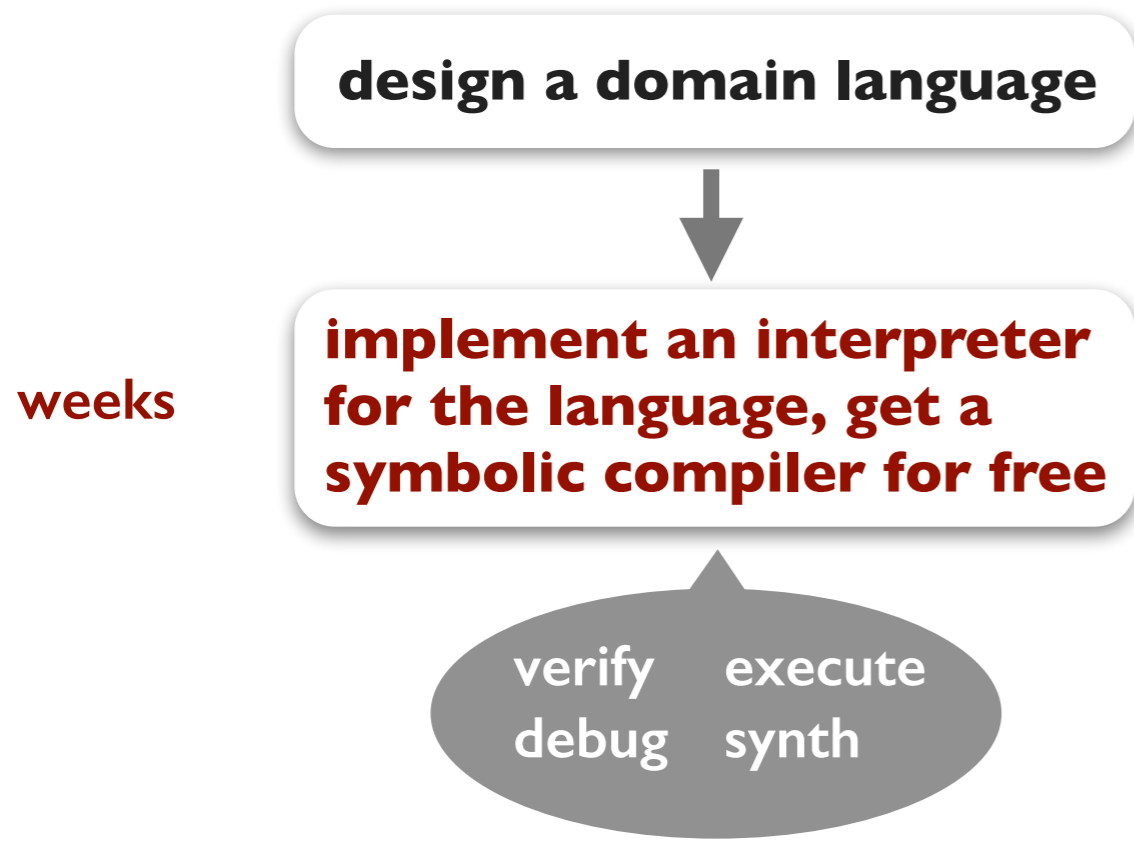 design a domain language
weeks
implement an interpreter
for the language, get a
symbolic compiler for free
verify execute
debug synth